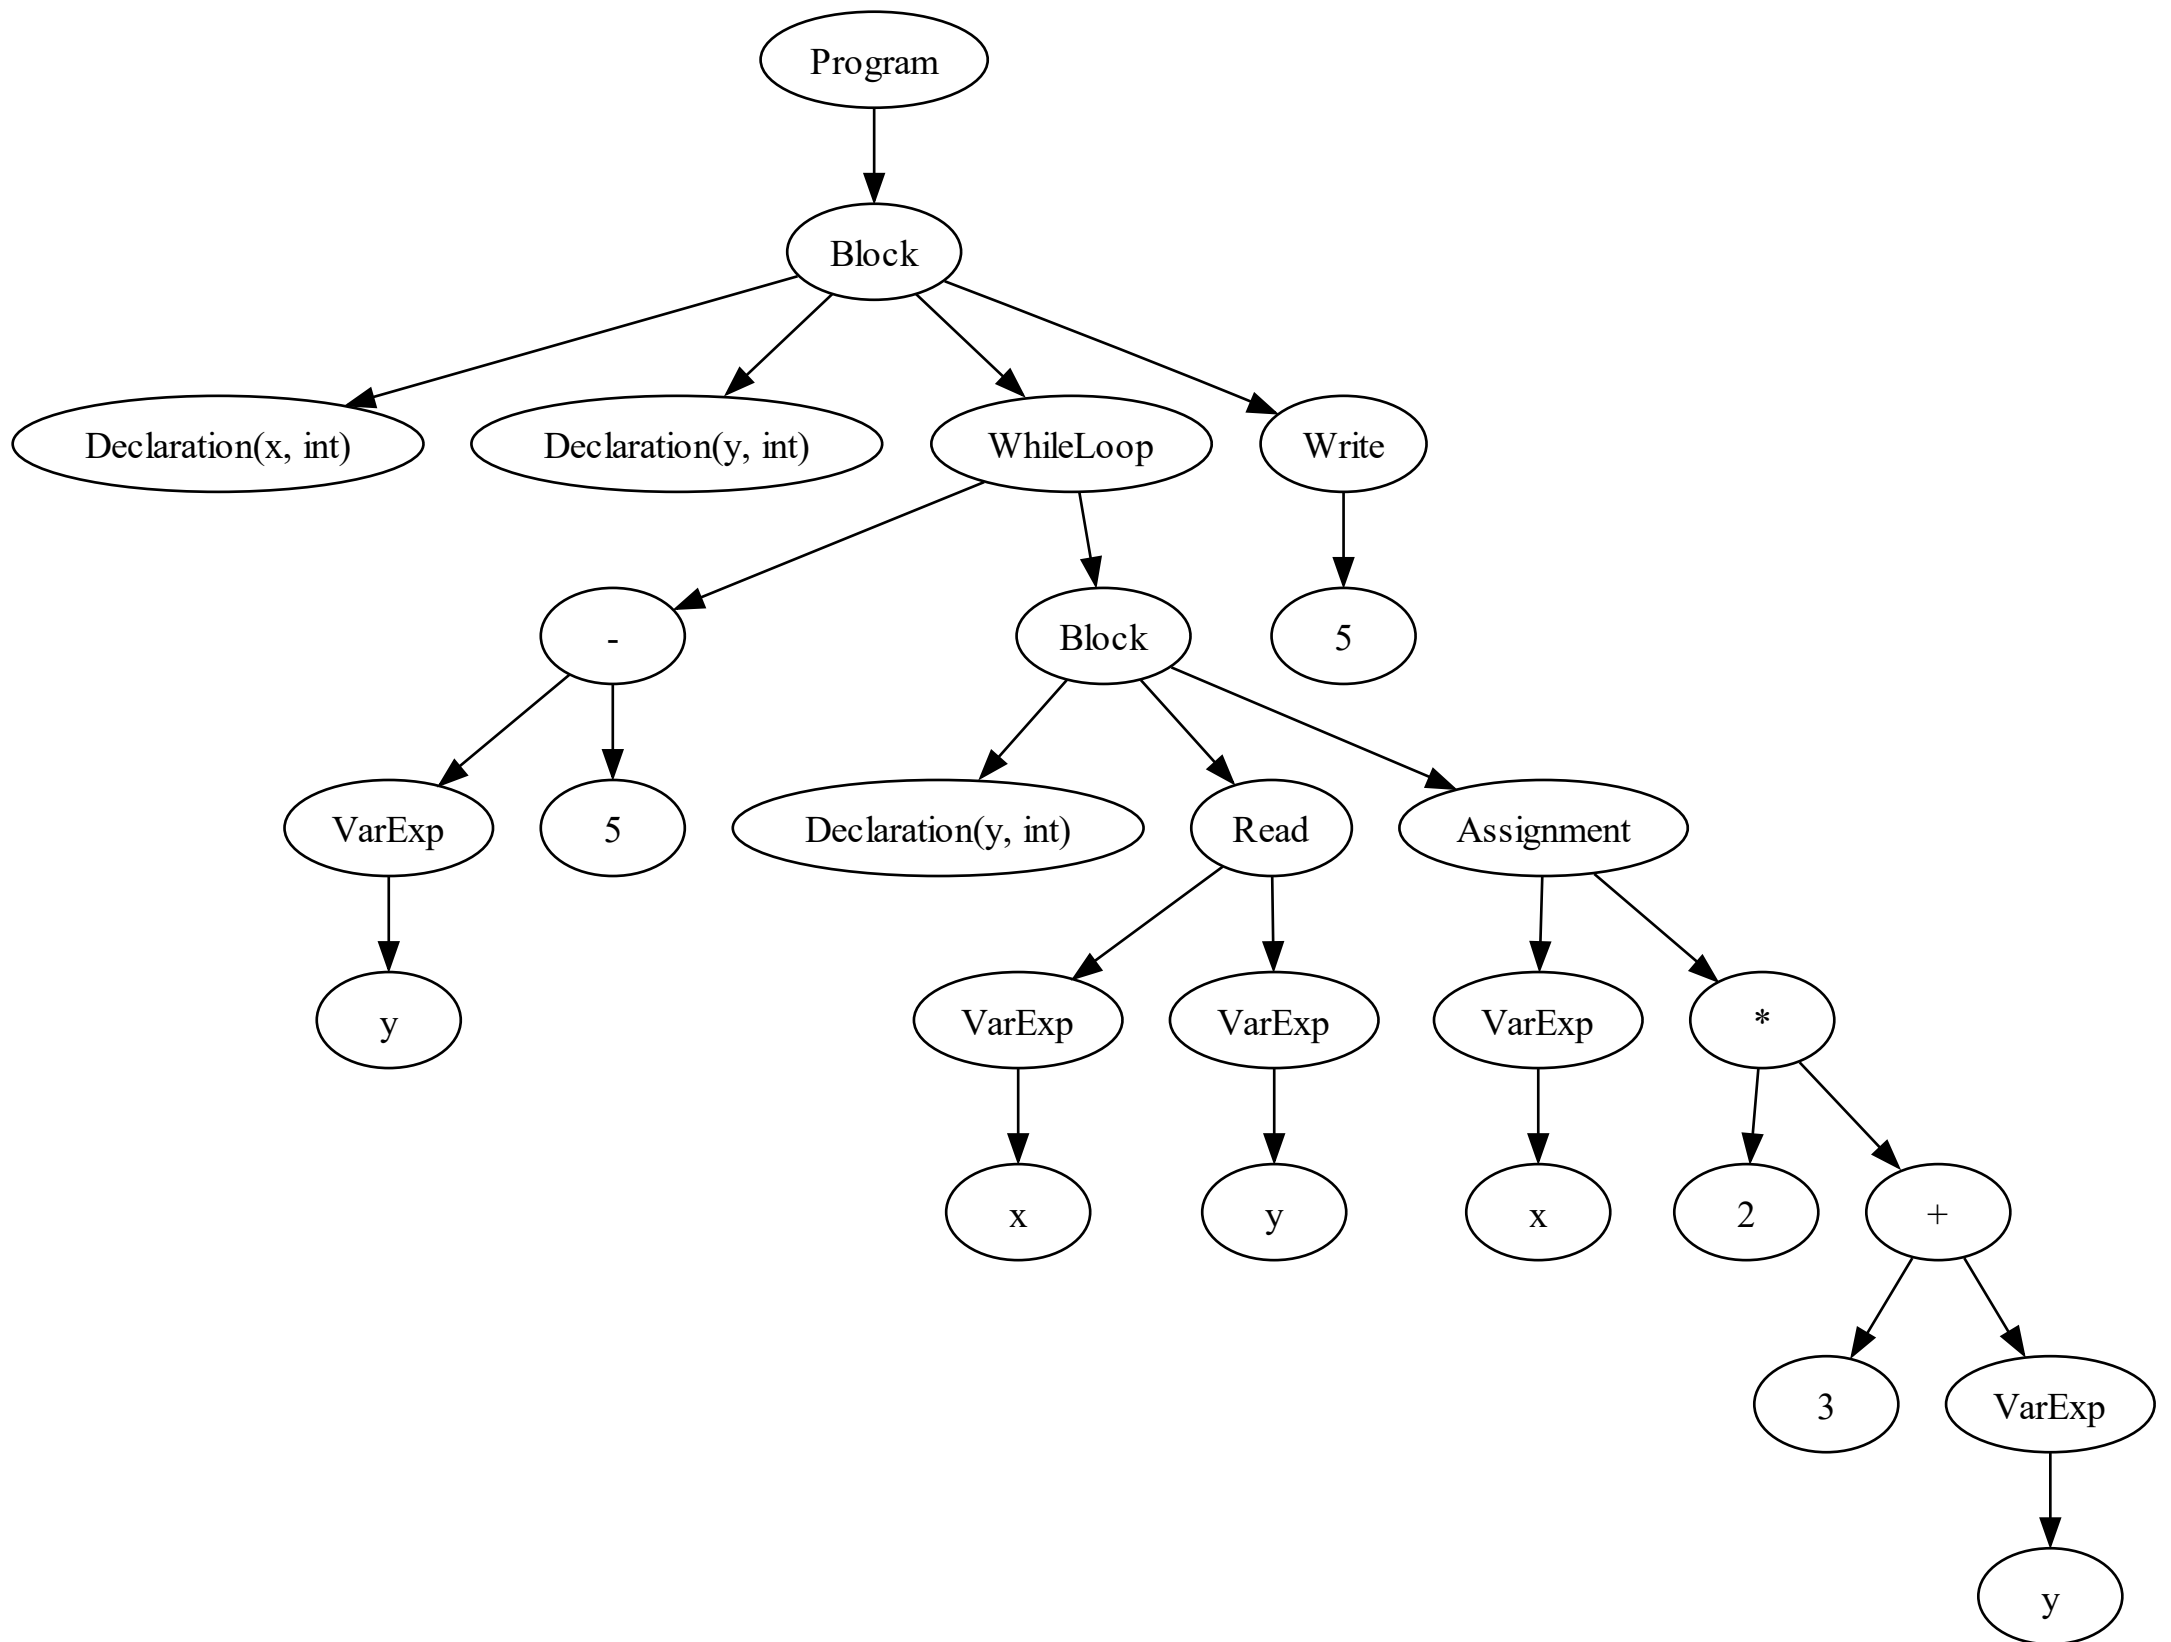 Program
Block
Declaration(x, int)
Declaration(y, int)
WhileLoop
Write
-
Block
5
VarExp
5
Declaration(y, int)
Read
Assignment
y
VarExp
VarExp
VarExp
*
x
y
x
2
+
3
VarExp
y